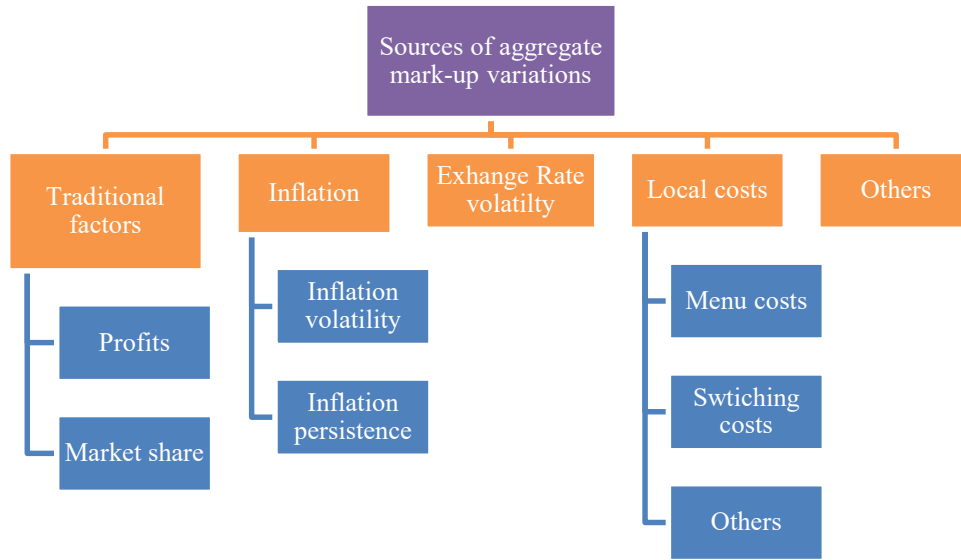 Sources of aggregate
mark-up variations
Traditional
factors
Inflation
Exhange Rate
volatilty
Local costs
Others
Profits
Market share
Inflation
volatility
Inflation
persistence
Menu costs
Swtiching
costs
Others